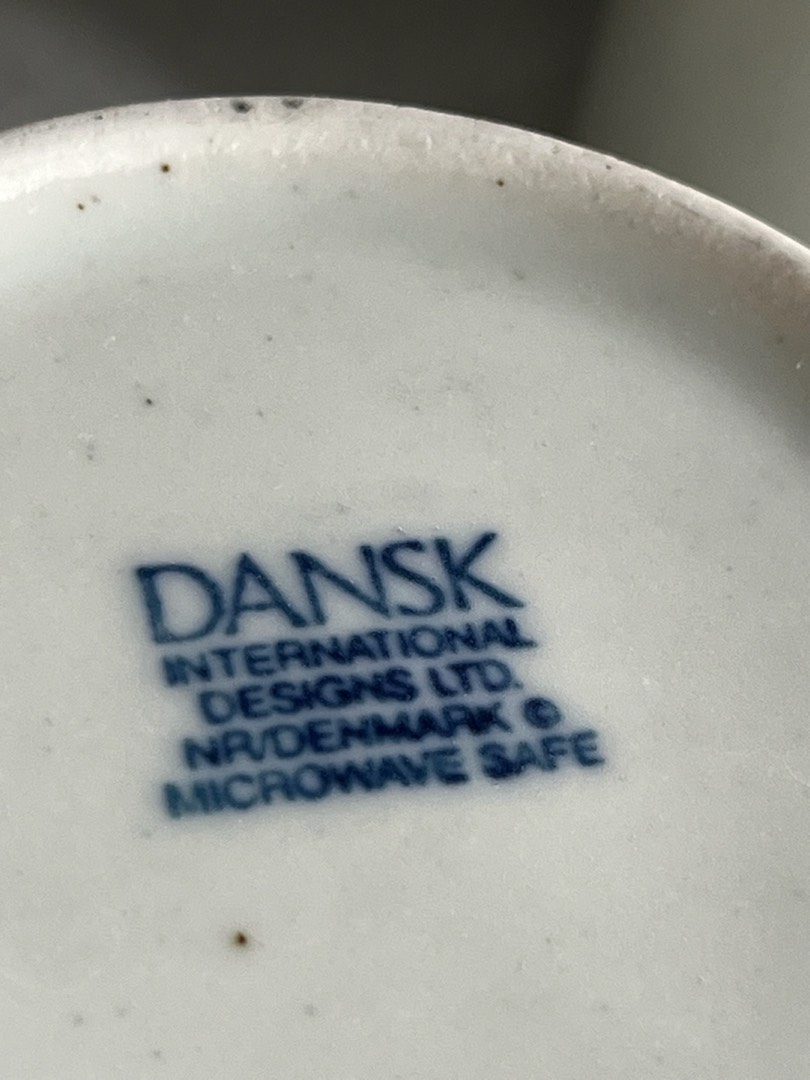 DANSK
INTERNATIONAL
DESIGNS LTD.
NR/DENMARK ©
MICROWAVE SAFE